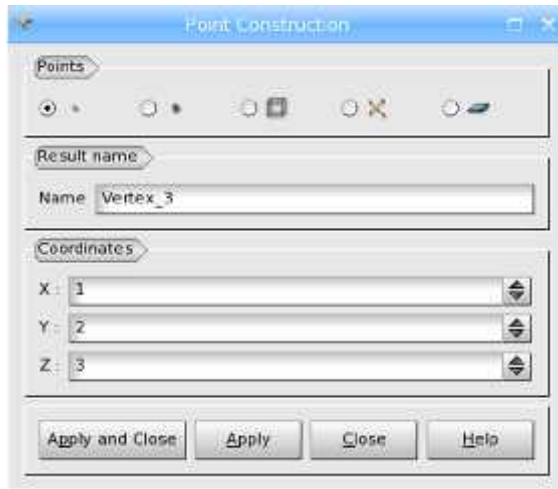 Point Construction
Points
Result name
Name Vertex_3
Coordinates
X : 1
Y : 2
Z : 3
Apply and Close Apply Close Help